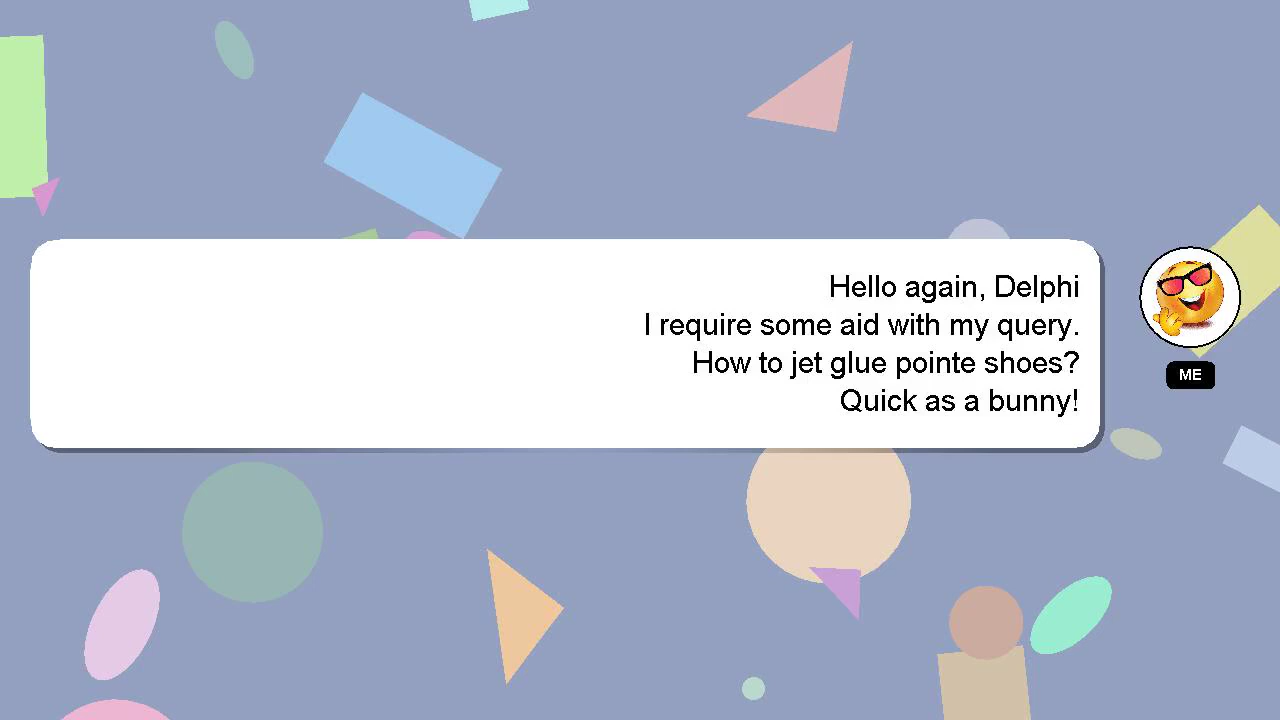 Hello again, Delphi
I require some aid with my query.
How to jet glue pointe shoes?
Quick as a bunny!
ME